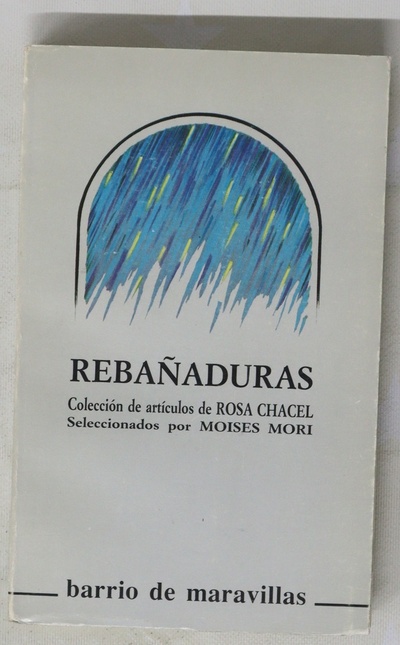 REBAÑADURAS
Colección de artículos de ROSA CHACEL
Seleccionados por MOISES MORI
barrio de maravillas